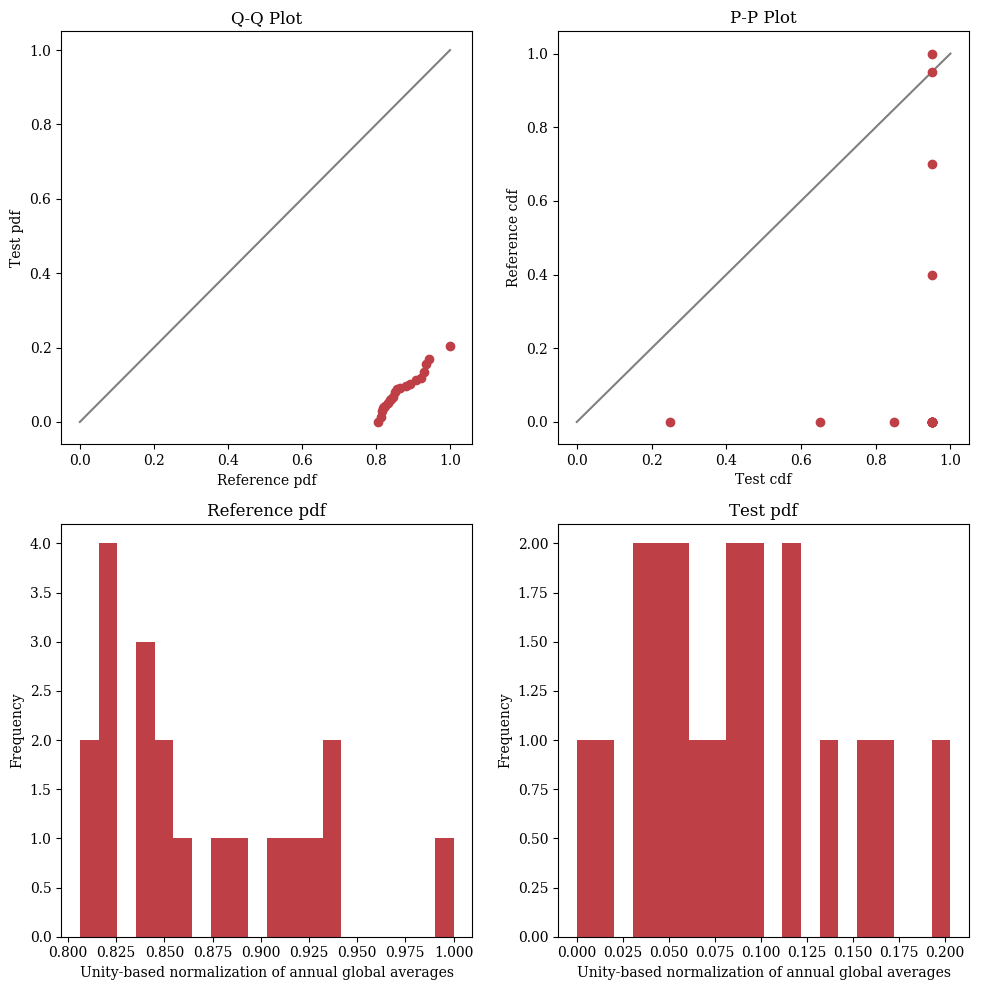 Q-Q Plot
1.0
0.8
0.6
0.4
0.2
0.0
Test pdf
0.0 0.2 0.4 0.6 0.8 1.0
Reference pdf
P-P Plot
1.0
0.8
0.6
0.4
0.2
0.0
Reference cdf
0.0 0.2 0.4 0.6 0.8 1.0
Test cdf
Reference pdf
4.0
3.5
3.0
2.5
2.0
1.5
1.0
0.5
0.0
Frequency
0.800 0.825 0.850 0.875 0.900 0.925 0.950 0.975 1.000
Unity-based normalization of annual global averages
Test pdf
2.00
1.75
1.50
1.25
1.00
0.75
0.50
0.25
0.00
Frequency
0.000 0.025 0.050 0.075 0.100 0.125 0.150 0.175 0.200
Unity-based normalization of annual global averages